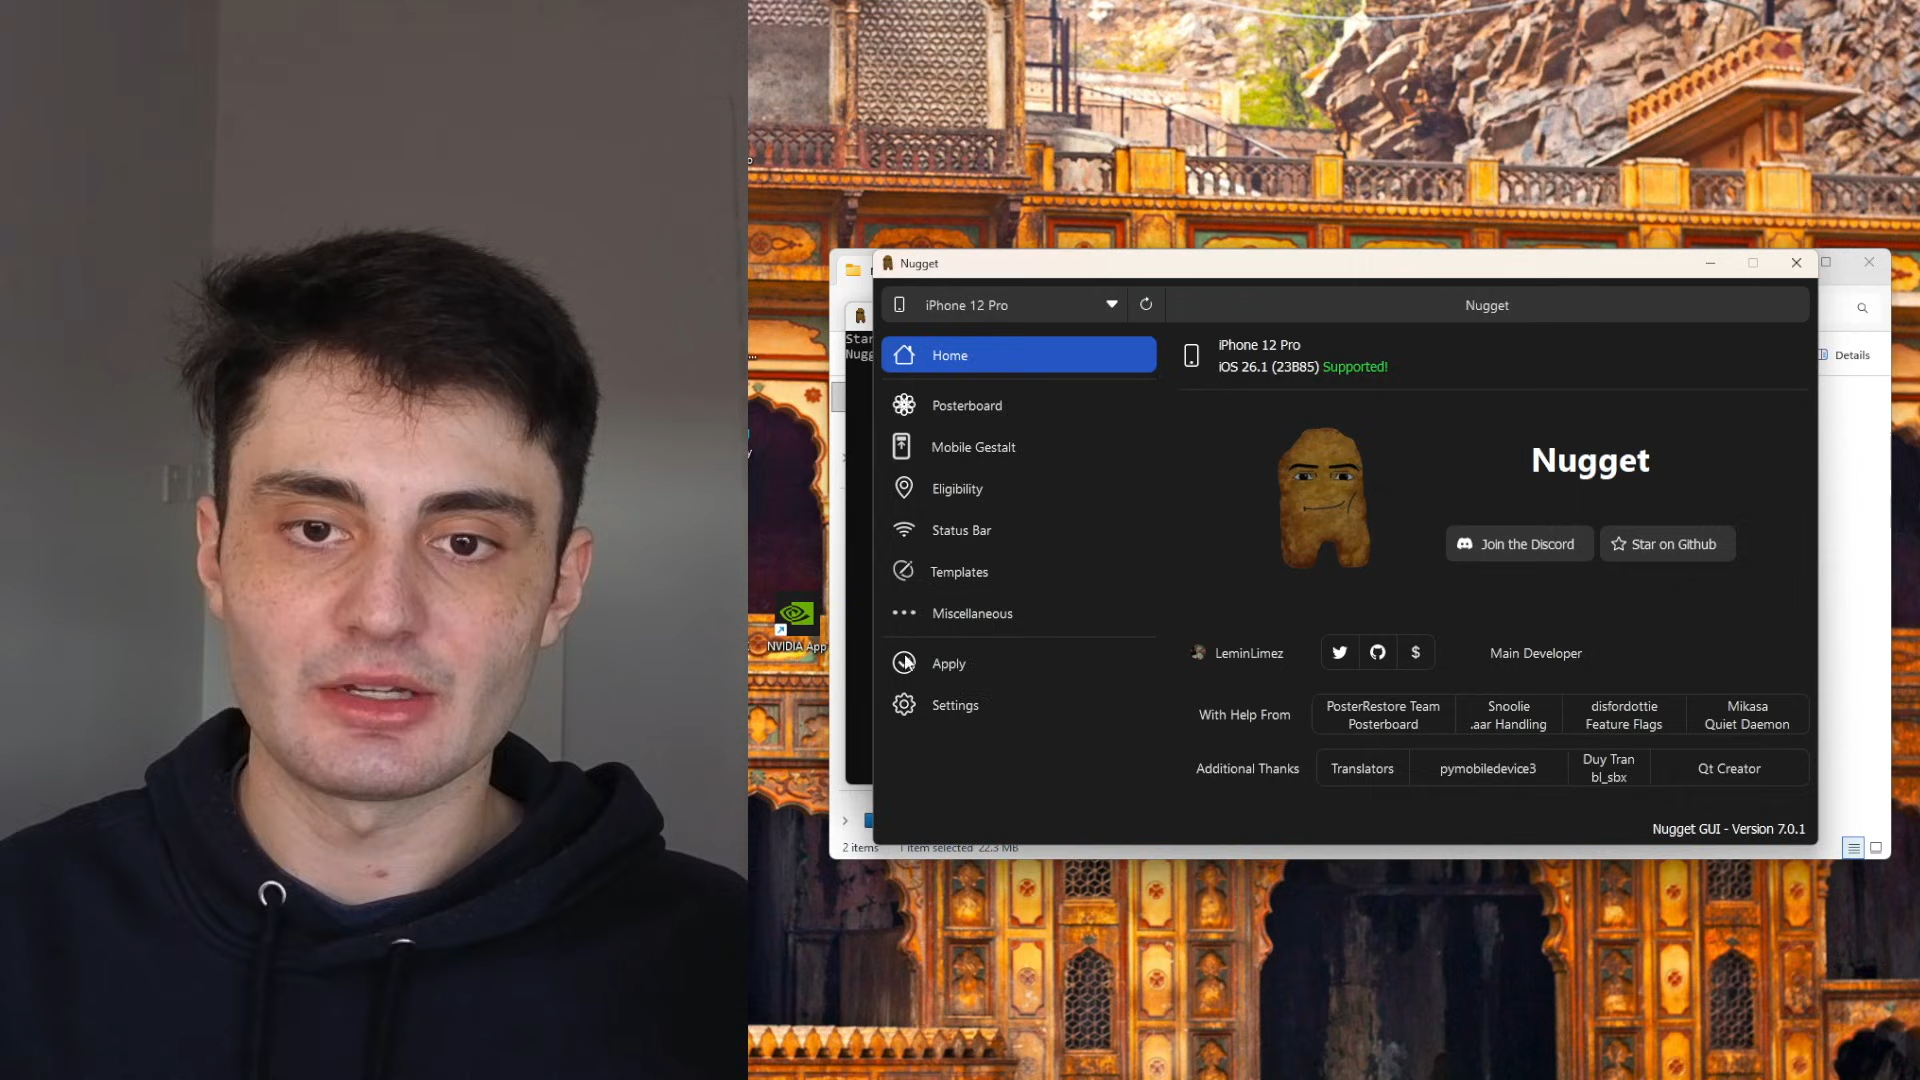 Nugget
iPhone 12 Pro
Nugget
Home
iPhone 12 Pro
iOS 26.1 (23B85) Supported!
Posterboard
Mobile Gestalt
Eligibility
Status Bar
Templates
Miscellaneous
Apply
Settings
Nugget
Join the Discord
Star on Github
LeminLimez
$
Main Developer
With Help From
PosterRestore Team
Posterboard
Snoolie
.aar Handling
disfordottie
Feature Flags
Mikasa
Quiet Daemon
Additional Thanks
Translators
pymobiledevice3
Duy Tran
bl_sbx
Qt Creator
Nugget GUI - Version 7.0.1
Details
Star
Nugg
NVIDIA App
2 items
1 item selected 22.3 MB